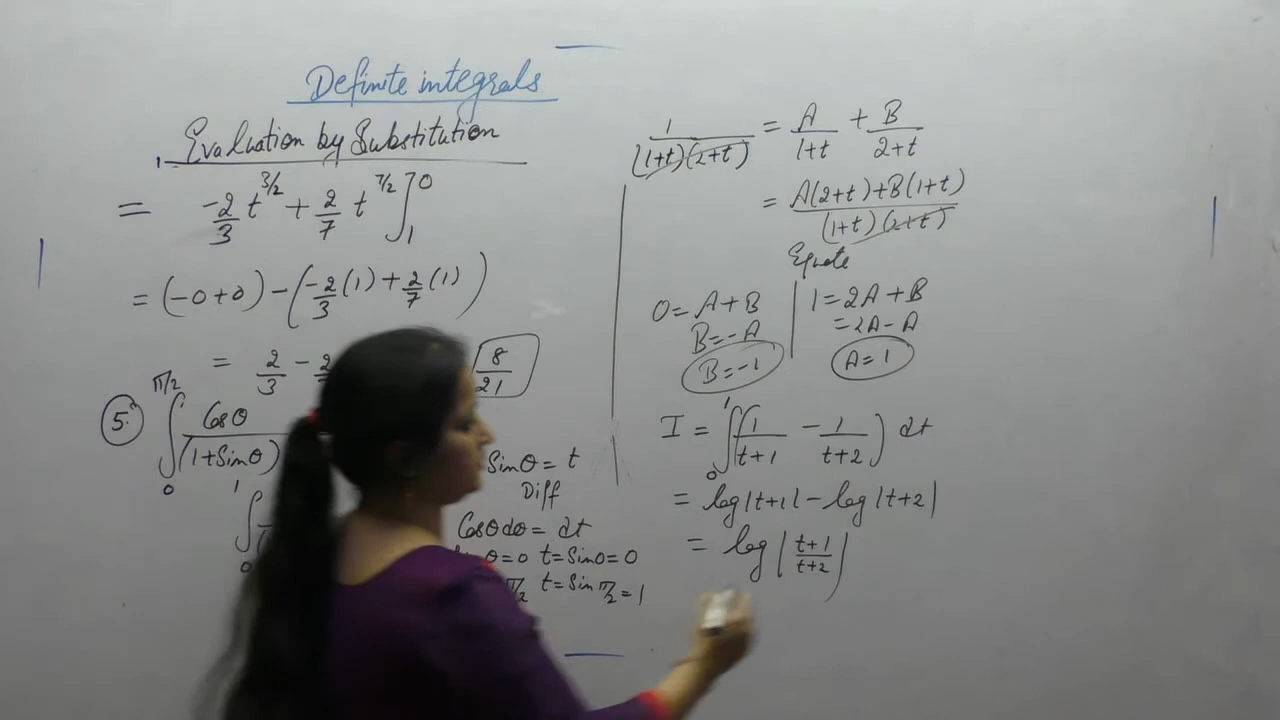 Definite integrals
Evaluation by Substitution
= -2/3 t^3/2 + 2/7 t^7/2 ]_1^0
= (-0+0) - (-2/3 (1) + 2/7 (1))
= 2/3 - 2/ 8/21
5. ∫_0^π/2 Cosθ/(1+Sinθ)
∫_0^1
Sinθ = t
Diff
Cosθdθ = dt
θ=0 t=Sin0=0
π/2 t=Sin π/2 = 1
1/((1+t)(2+t)) = A/(1+t) + B/(2+t)
= (A(2+t)+B(1+t))/((1+t)(2+t))
Equate
0=A+B
B=-A
B=-1
1=2A+B
=2A-A
A=1
I = ∫_0^1 (1/(t+1) - 1/(t+2)) dt
= log|t+1| - log|t+2|
= log|(t+1)/(t+2)|